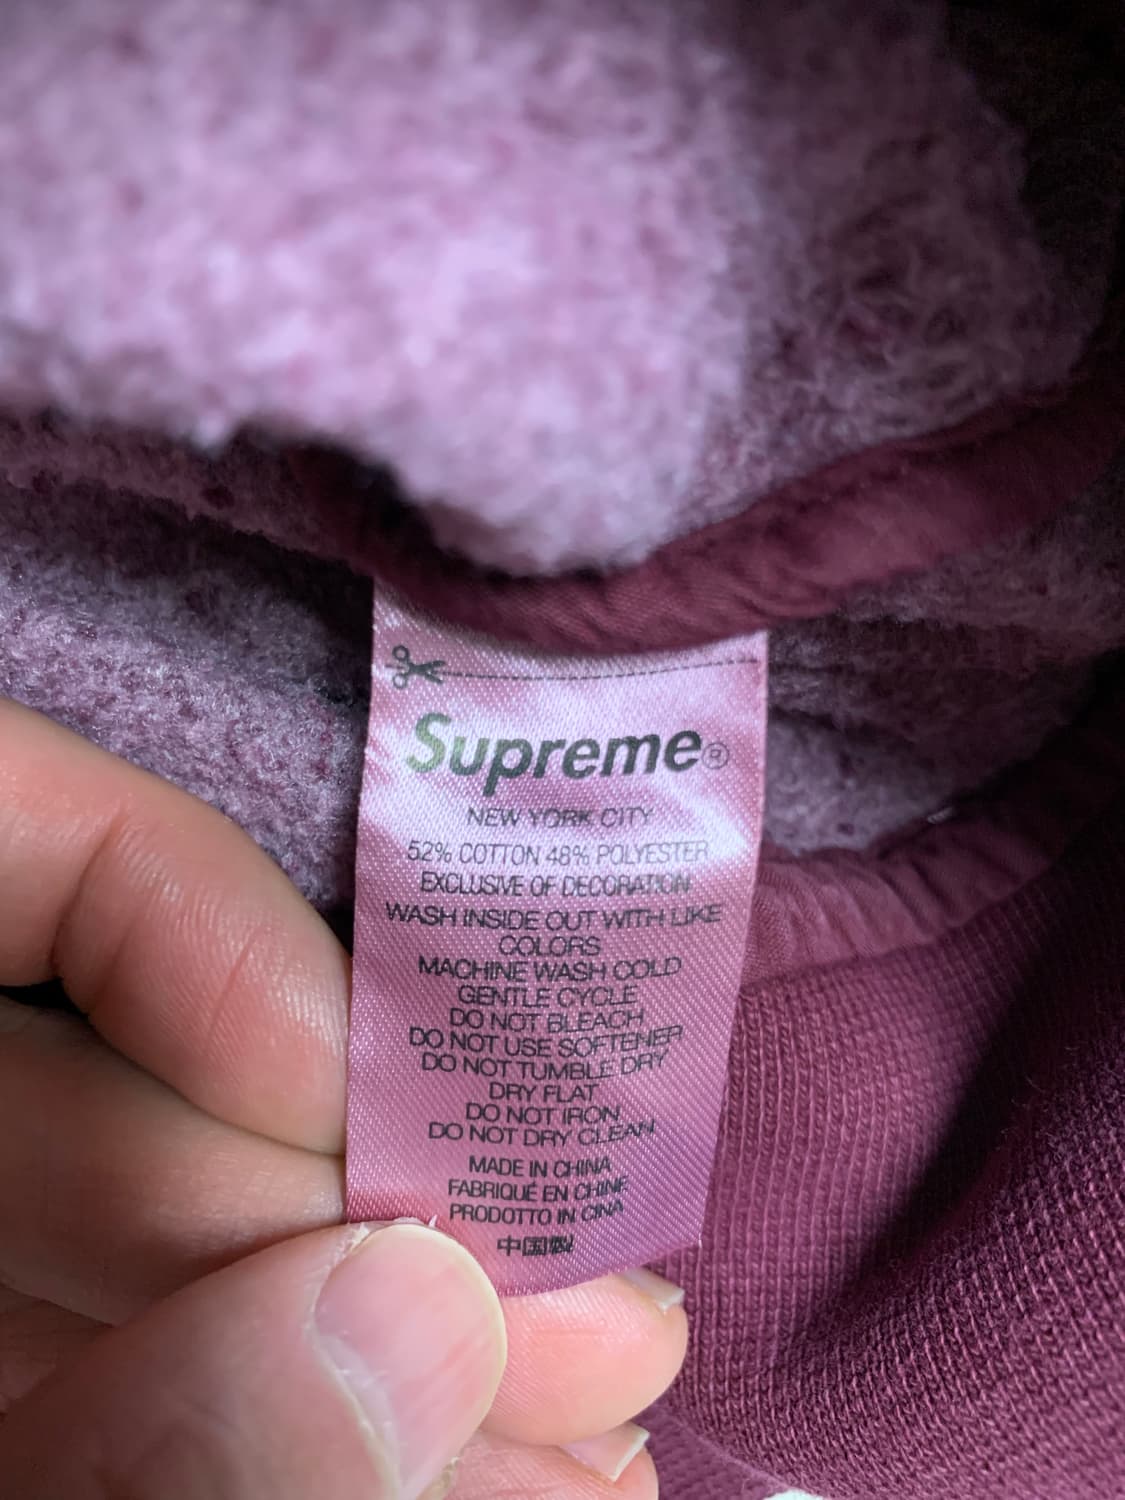 Supreme®
NEW YORK CITY
52% COTTON 48% POLYESTER
EXCLUSIVE OF DECORATION
WASH INSIDE OUT WITH LIKE
COLORS
MACHINE WASH COLD
GENTLE CYCLE
DO NOT BLEACH
DO NOT USE SOFTENER
DO NOT TUMBLE DRY
DRY FLAT
DO NOT IRON
DO NOT DRY CLEAN
MADE IN CHINA
FABRIQUÉ EN CHINE
PRODOTTO IN CINA
中国製